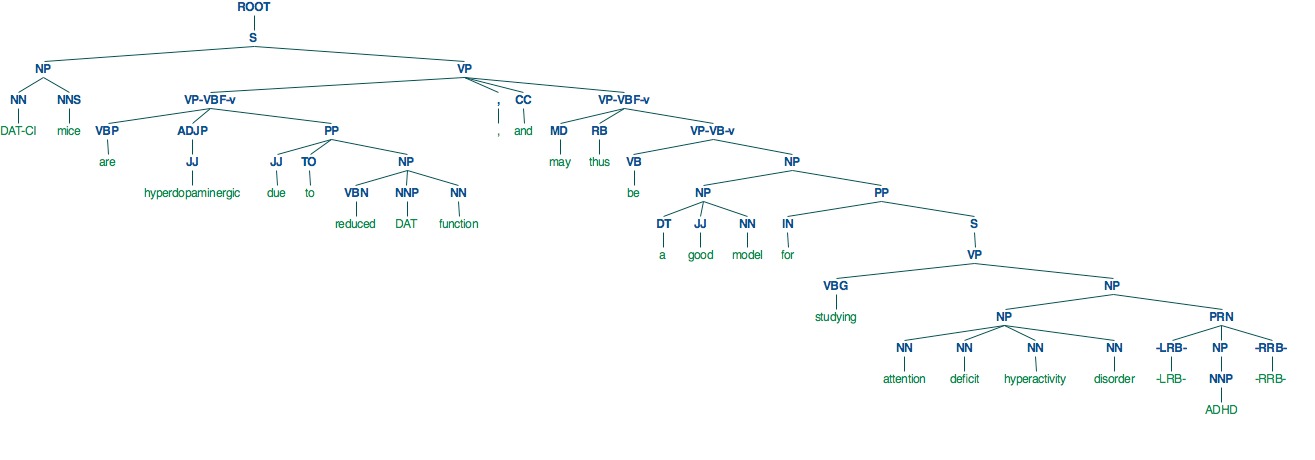 ROOT
S
NP VP
NN NNS VP-VBF-v , CC VP-VBF-v
DAT-CI mice VBP ADJP PP , and MD RB VP-VB-v
are JJ JJ TO NP may thus VB NP
hyperdopaminergic due to VBN NNP NN be NP PP
reduced DAT function DT JJ NN IN S
a good model for VP
VBG NP
studying NP PRN
NN NN NN NN -LRB- NP -RRB-
attention deficit hyperactivity disorder -LRB- NNP -RRB-
ADHD